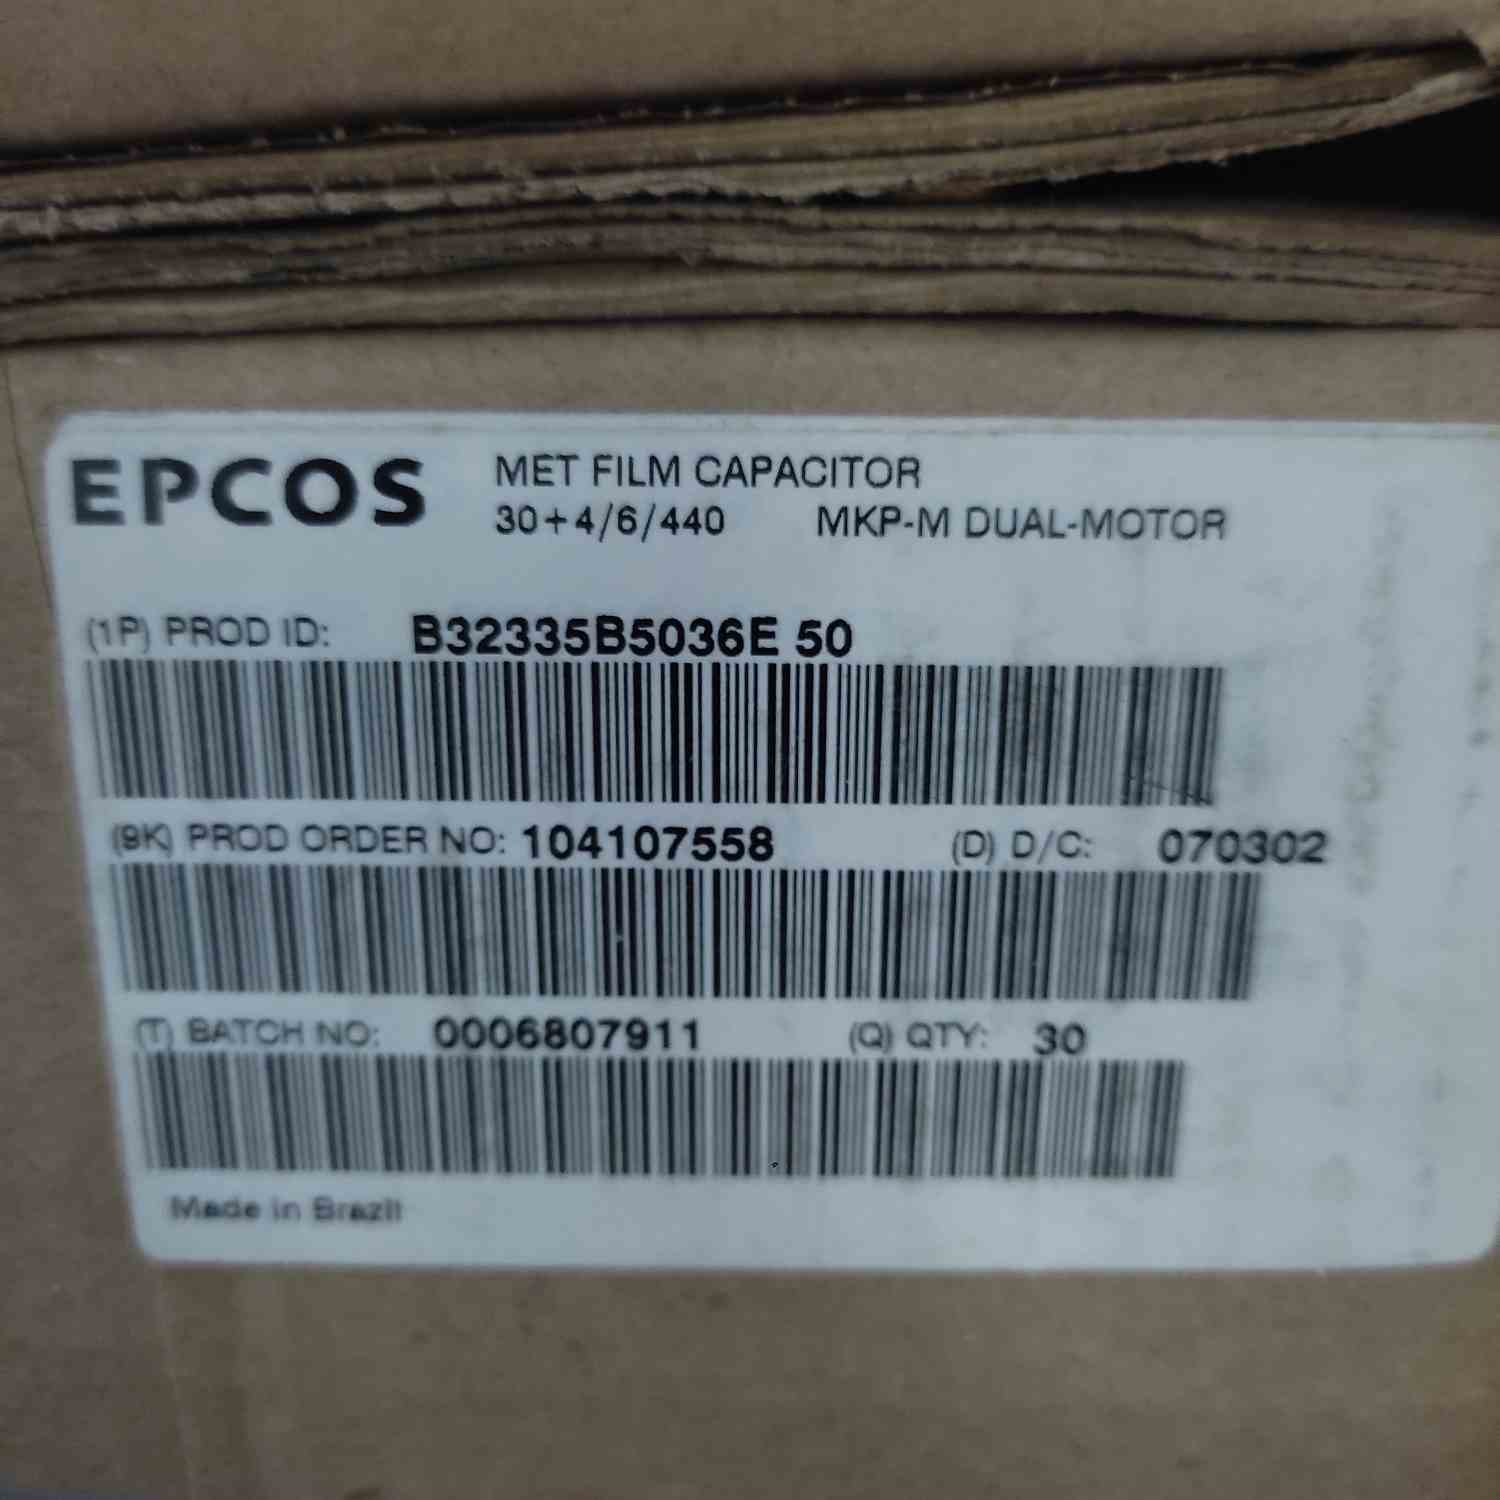 EPCOS
MET FILM CAPACITOR
30+4/6/440 MKP-M DUAL-MOTOR
(1P) PROD ID: B32335B5036E 50
(9K) PROD ORDER NO: 104107558 (D) D/C: 070302
(T) BATCH NO: 0006807911 (Q) QTY: 30
Made in Brazil